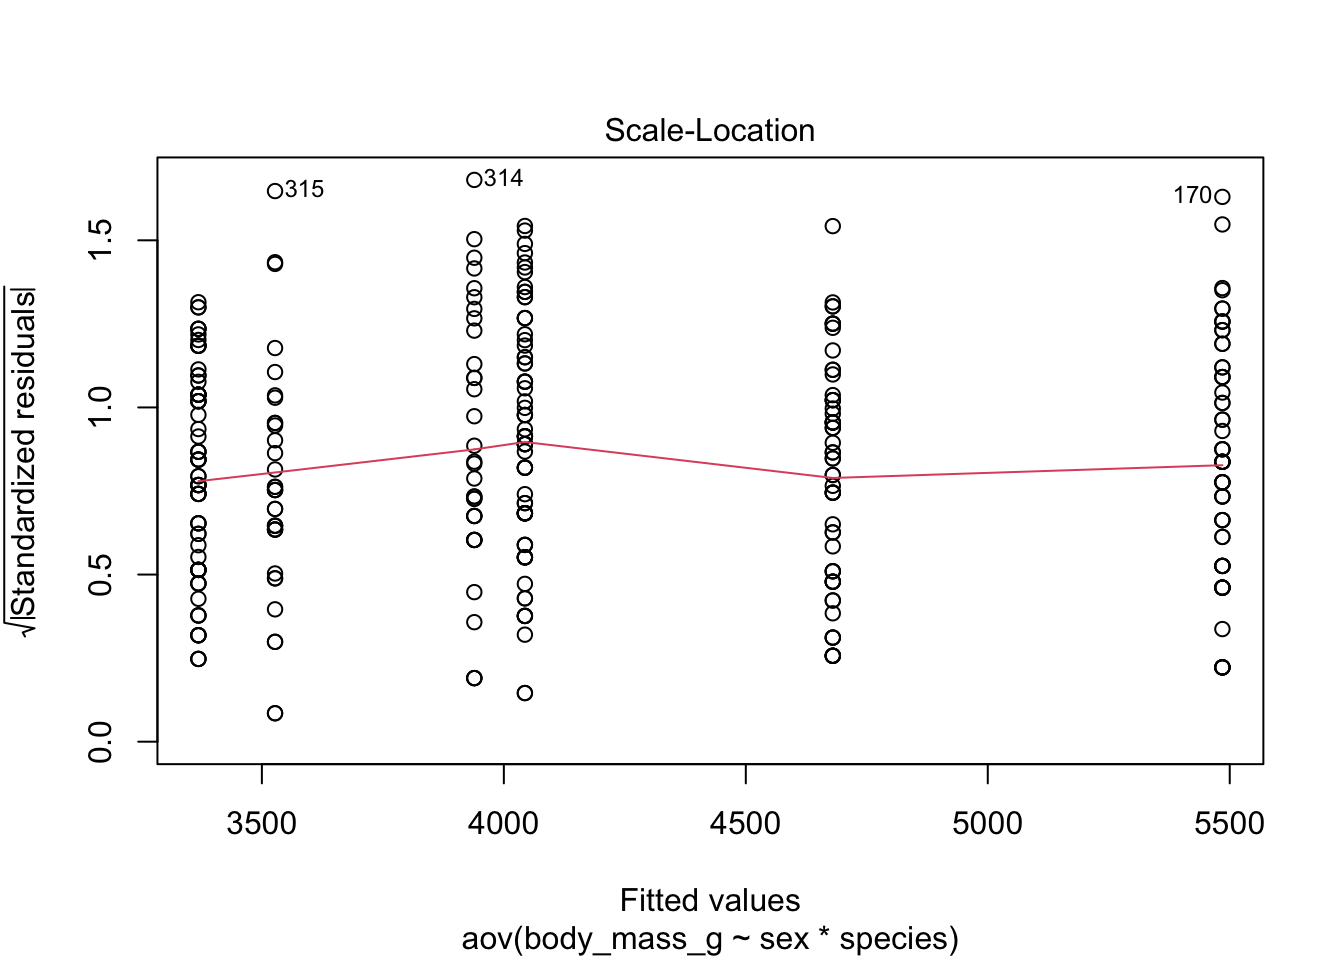 Scale-Location
√|Standardized residuals|
1.5
1.0
0.5
0.0
315
314
170
3500 4000 4500 5000 5500
Fitted values
aov(body_mass_g ~ sex * species)